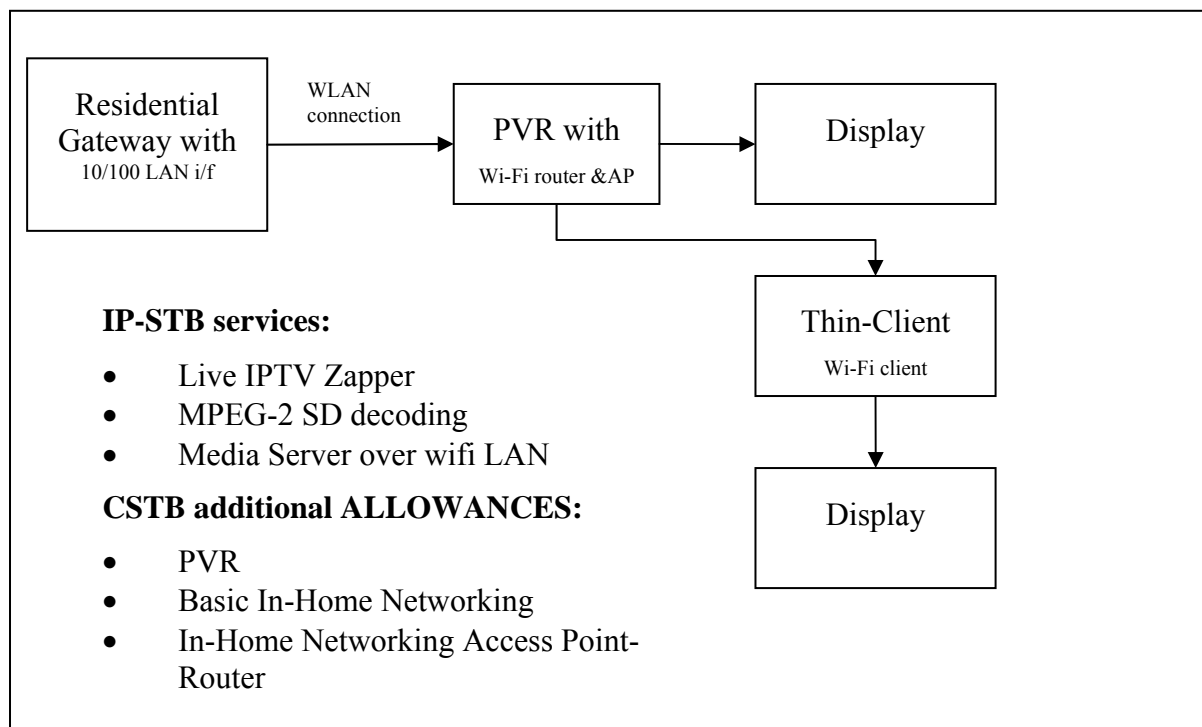 Residential
Gateway with
10/100 LAN i/f
WLAN
connection
PVR with
Wi-Fi router &AP
Display
Thin-Client
Wi-Fi client
Display
IP-STB services:
• Live IPTV Zapper
• MPEG-2 SD decoding
• Media Server over wifi LAN
CSTB additional ALLOWANCES:
• PVR
• Basic In-Home Networking
• In-Home Networking Access Point-
Router